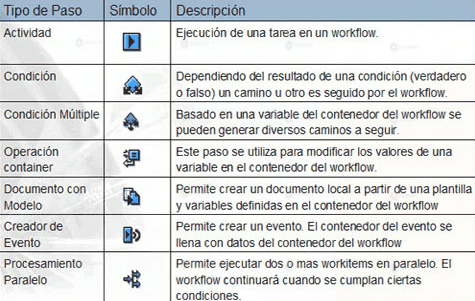 Tipo de Paso Símbolo Descripción
Actividad Ejecución de una tarea en un workflow.
Condición Dependiendo del resultado de una condición (verdadero
o falso) un camino u otro es seguido por el workflow.
Condición Múltiple Basado en una variable del contenedor del workflow se
pueden generar diversos caminos a seguir.
Operación Este paso se utiliza para modificar los valores de una
container variable en el contenedor del workflow.
Documento con Permite crear un documento local a partir de una plantilla
Modelo y variables definidas en el contenedor del workflow
Creador de Permite crear un evento. El contenedor del evento se
Evento llena con datos del contenedor del workflow
Procesamiento Permite ejecutar dos o mas workitems en paralelo. El
Paralelo workflow continuará cuando se cumplan ciertas
condiciones.